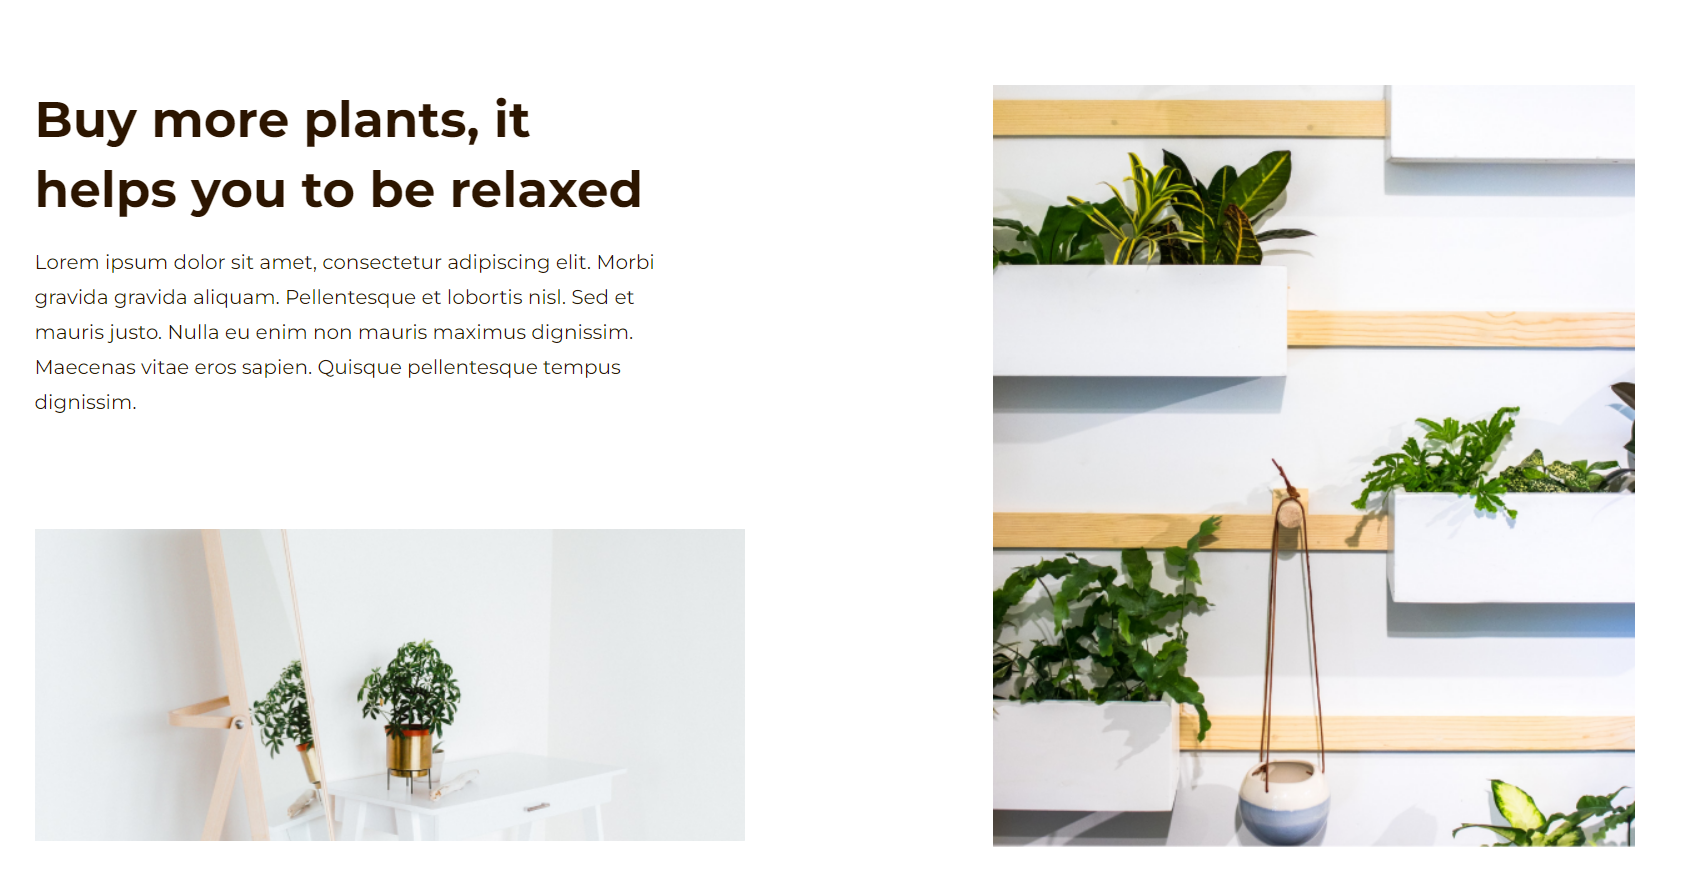 Buy more plants, it
helps you to be relaxed
Lorem ipsum dolor sit amet, consectetur adipiscing elit. Morbi
gravida gravida aliquam. Pellentesque et lobortis nisl. Sed et
mauris justo. Nulla eu enim non mauris maximus dignissim.
Maecenas vitae eros sapien. Quisque pellentesque tempus
dignissim.